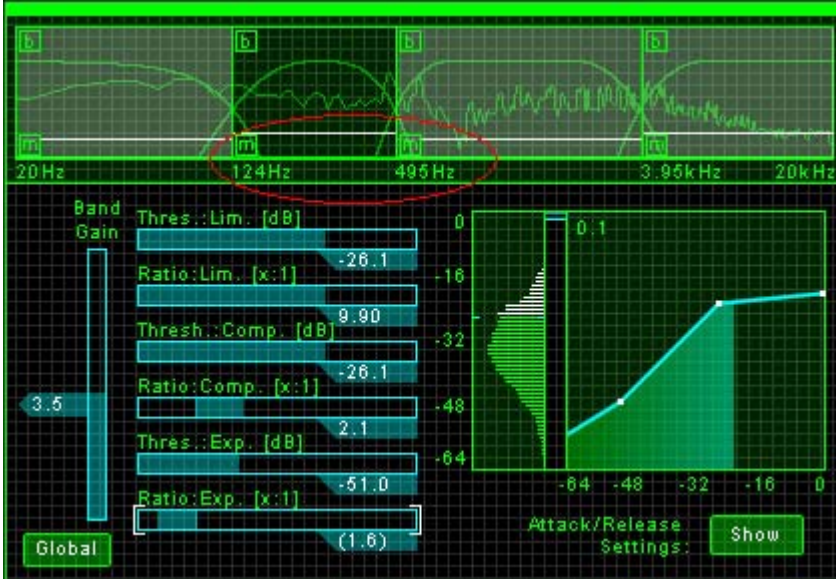 b b b b
m m m m
20Hz 124Hz 495Hz 3.95kHz 20kHz
Band
Gain
3.5
Global
Thres.:Lim. [dB]
-26.1
Ratio:Lim. [x:1]
9.90
Thresh.:Comp. [dB]
-26.1
Ratio:Comp. [x:1]
2.1
Thres.:Exp. [dB]
-51.0
Ratio:Exp. [x:1]
(1.6)
0
-16
-32
-48
-64
0.1
-64 -48 -32 -16 0
Attack/Release
Settings:
Show